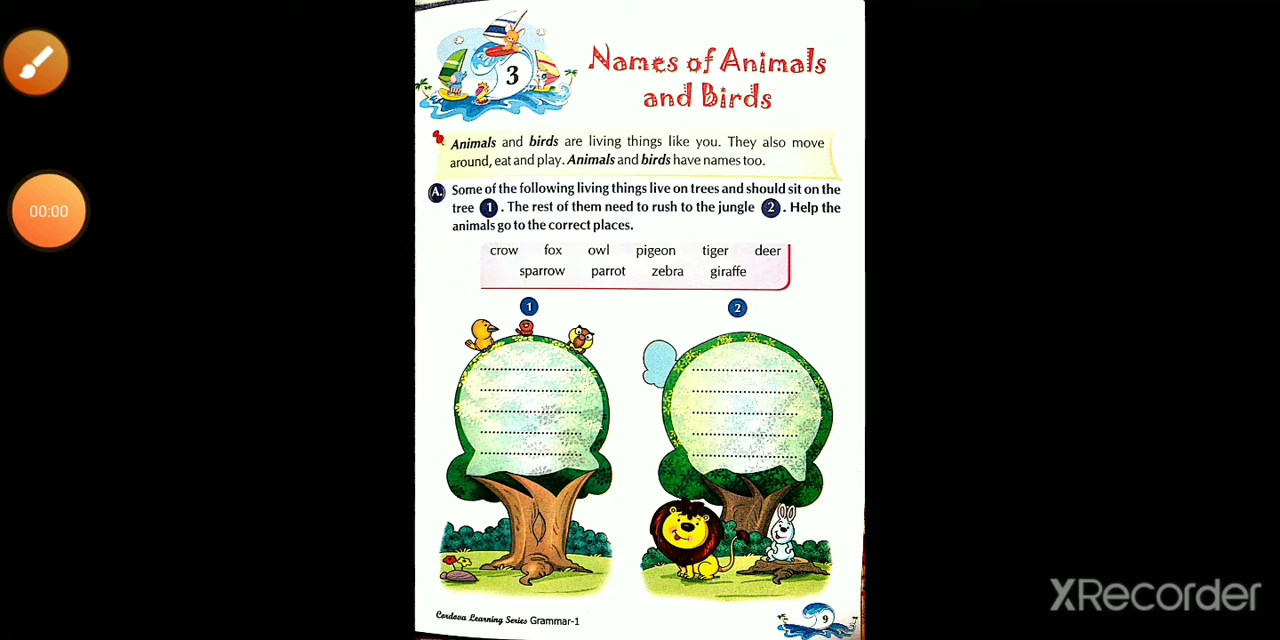 00:00
3
Names of Animals
and Birds
Animals and birds are living things like you. They also move
around, eat and play. Animals and birds have names too.
A. Some of the following living things live on trees and should sit on the
tree 1. The rest of them need to rush to the jungle 2. Help the
animals go to the correct places.
crow fox owl pigeon tiger deer
sparrow parrot zebra giraffe
1 2
Cordova Learning Series Grammar-1
9
XRecorder